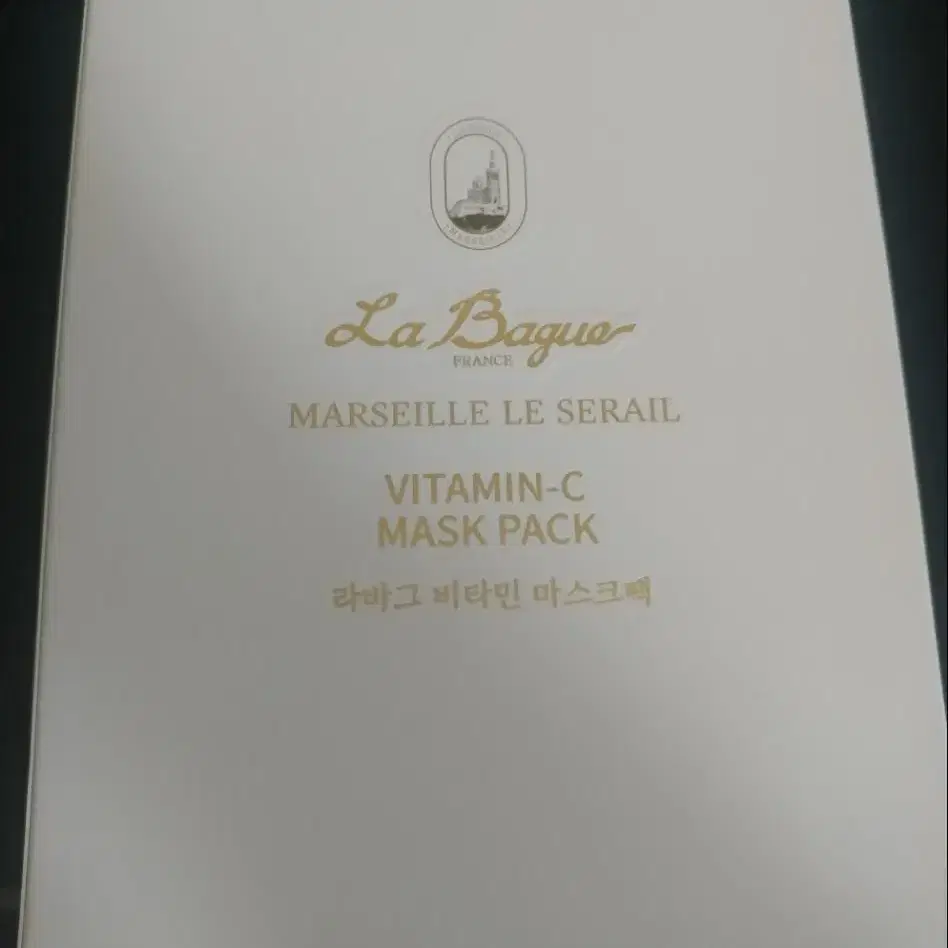 La Bague
FRANCE
MARSEILLE LE SERAIL
VITAMIN-C
MASK PACK
라바그 비타민 마스크팩